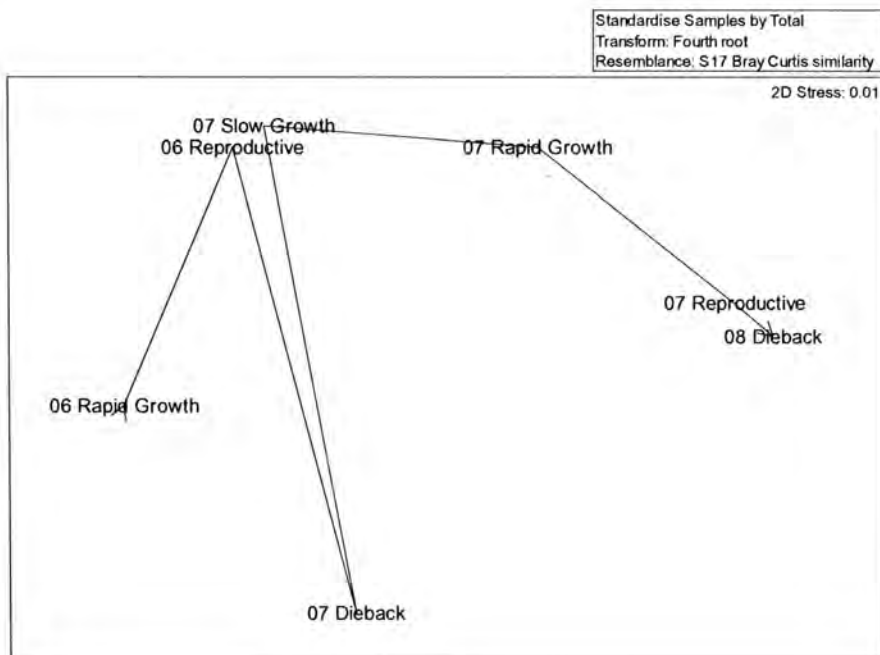 Standardise Samples by Total
Transform: Fourth root
Resemblance: S17 Bray Curtis similarity
2D Stress: 0.01
07 Slow Growth
06 Reproductive
07 Rapid Growth
07 Reproductive
08 Dieback
06 Rapid Growth
07 Dieback